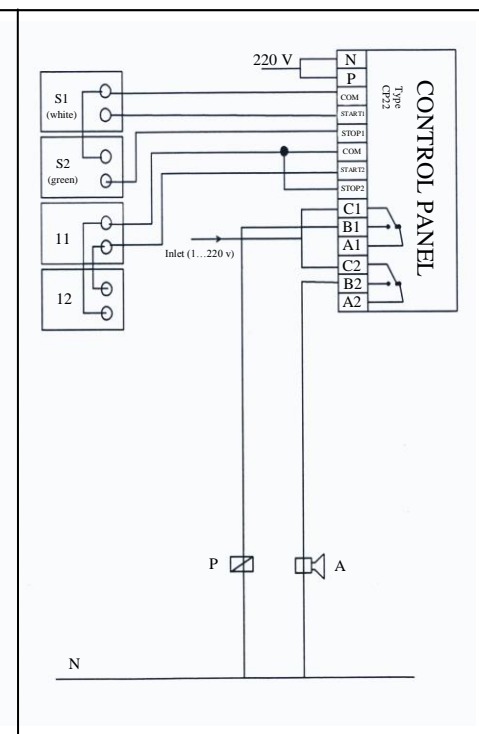 220 V
N
P
COM
START1
STOP1
COM
START2
STOP2
C1
B1
A1
C2
B2
A2
Type
CP22
CONTROL PANEL
S1
(white)
S2
(green)
11
12
Inlet (1...220 v)
P
A
N